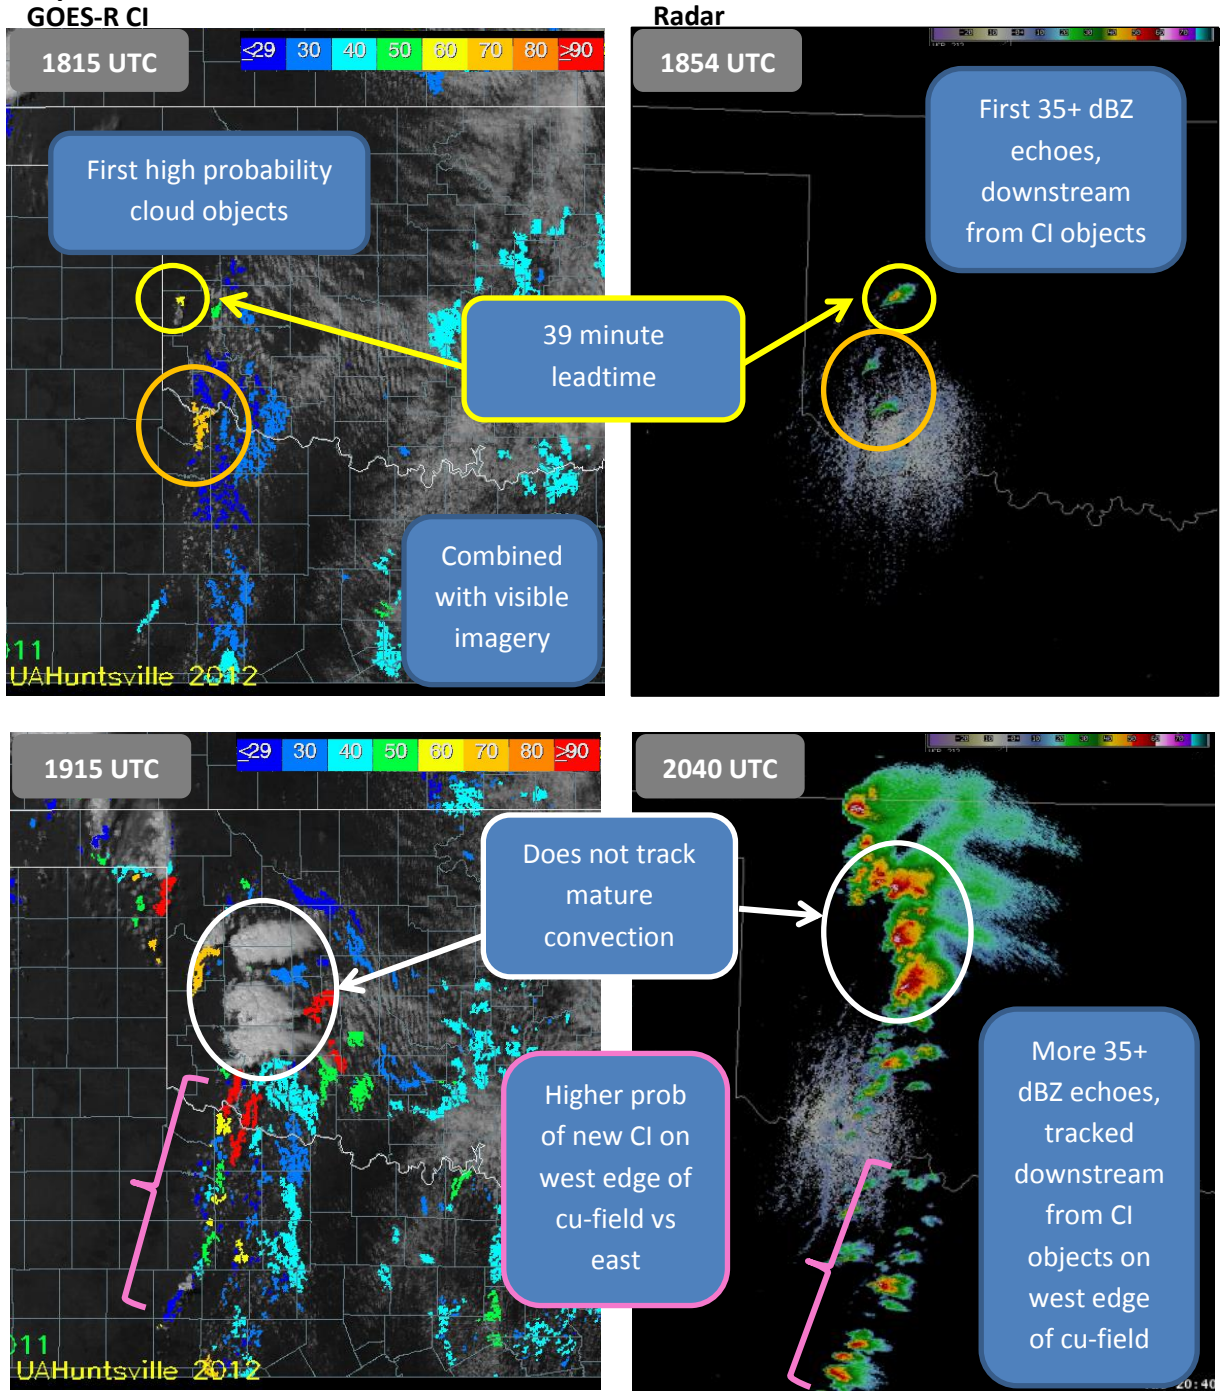 GOES-R CI
Radar
1815 UTC
≤29 30 40 50 60 70 80 ≥90
First high probability
cloud objects
1854 UTC
First 35+ dBZ
echoes,
downstream
from CI objects
39 minute
leadtime
Combined
with visible
imagery
UAHuntsville 2012
1915 UTC
≤29 30 40 50 60 70 80 ≥90
2040 UTC
Does not track
mature
convection
Higher prob
of new CI on
west edge of
cu-field vs
east
More 35+
dBZ echoes,
tracked
downstream
from CI
objects on
west edge
of cu-field
UAHuntsville 2012
20:40